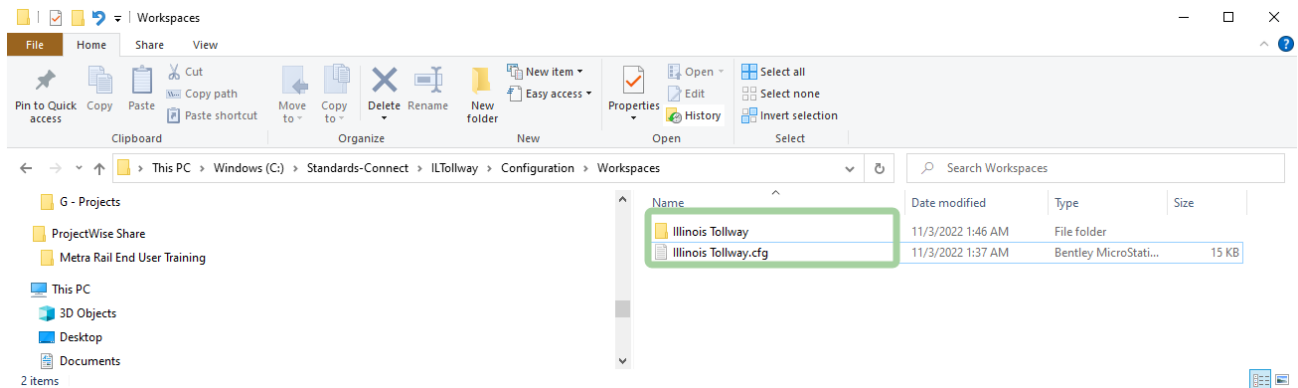 Workspaces
File Home Share View
Pin to Quick access
Copy
Paste
Cut
Copy path
Paste shortcut
Clipboard
Move to
Copy to
Delete
Rename
Organize
New folder
New item
Easy access
New
Properties
Open
Edit
History
Open
Select all
Select none
Invert selection
Select
This PC > Windows (C:) > Standards-Connect > ILTollway > Configuration > Workspaces
Search Workspaces
G - Projects
ProjectWise Share
Metra Rail End User Training
This PC
3D Objects
Desktop
Documents
Name Date modified Type Size
Illinois Tollway 11/3/2022 1:46 AM File folder
Illinois Tollway.cfg 11/3/2022 1:37 AM Bentley MicroStati... 15 KB
2 items